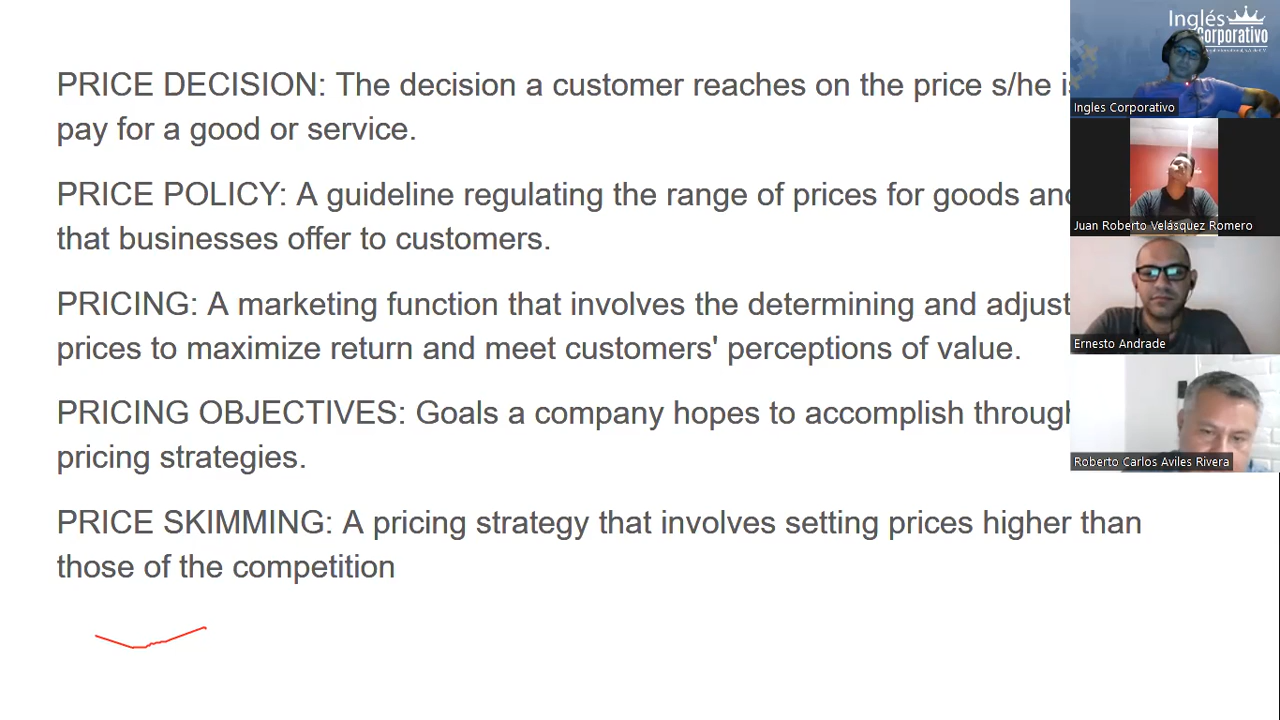 PRICE DECISION: The decision a customer reaches on the price s/he
pay for a good or service.
PRICE POLICY: A guideline regulating the range of prices for goods
that businesses offer to customers.
PRICING: A marketing function that involves the determining and
prices to maximize return and meet customers' perceptions of value.
PRICING OBJECTIVES: Goals a company hopes to accomplish
pricing strategies.
PRICE SKIMMING: A pricing strategy that involves setting prices higher than
those of the competition
Inglés
Corporativo
Ingles Corporativo
Juan Roberto Velásquez Romero
Ernesto Andrade
Roberto Carlos Aviles Rivera